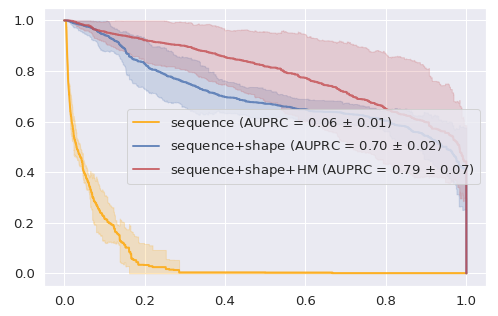 1.0
0.8
0.6
0.4
0.2
0.0
sequence (AUPRC = 0.06 ± 0.01)
sequence+shape (AUPRC = 0.70 ± 0.02)
sequence+shape+HM (AUPRC = 0.79 ± 0.07)
0.0 0.2 0.4 0.6 0.8 1.0